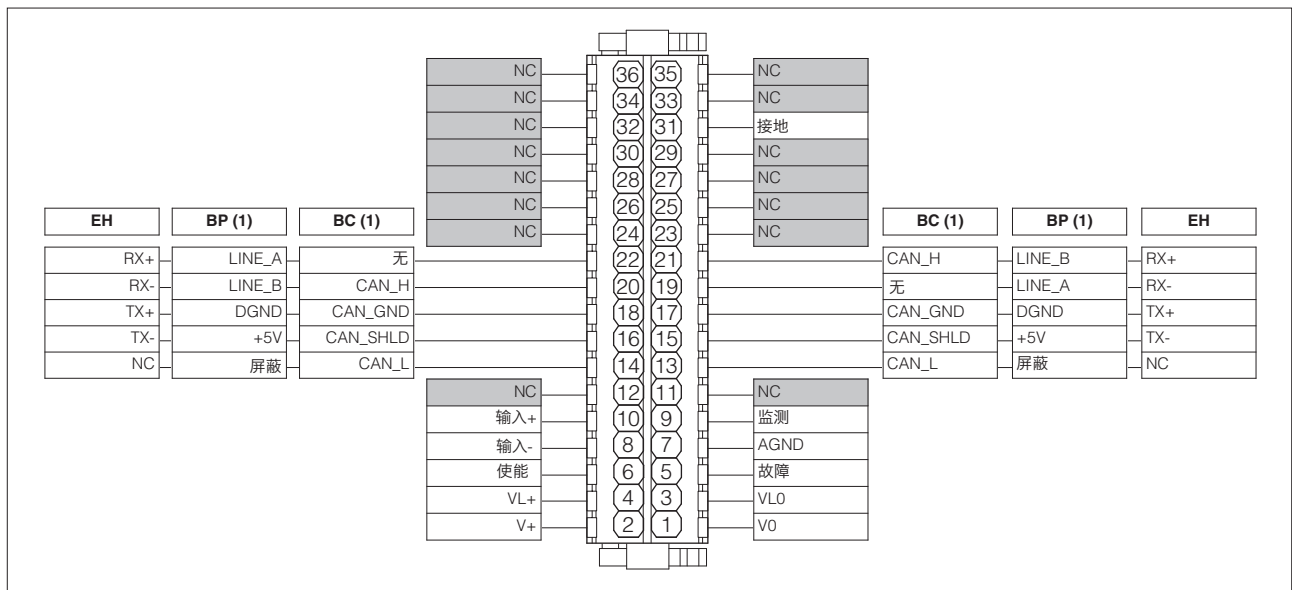 NC 36 35 NC
NC 34 33 NC
NC 32 31 接地
NC 30 29 NC
NC 28 27 NC
NC 26 25 NC
EH BP (1) BC (1) BC (1) BP (1) EH
NC 24 23 NC
RX+ LINE_A 无 22 21 CAN_H LINE_B RX+
RX- LINE_B CAN_H 20 19 无 LINE_A RX-
TX+ DGND CAN_GND 18 17 CAN_GND DGND TX+
TX- +5V CAN_SHLD 16 15 CAN_SHLD +5V TX-
NC 屏蔽 CAN_L 14 13 CAN_L 屏蔽 NC
NC 12 11 NC
输入+ 10 9 监测
输入- 8 7 AGND
使能 6 5 故障
VL+ 4 3 VL0
V+ 2 1 V0